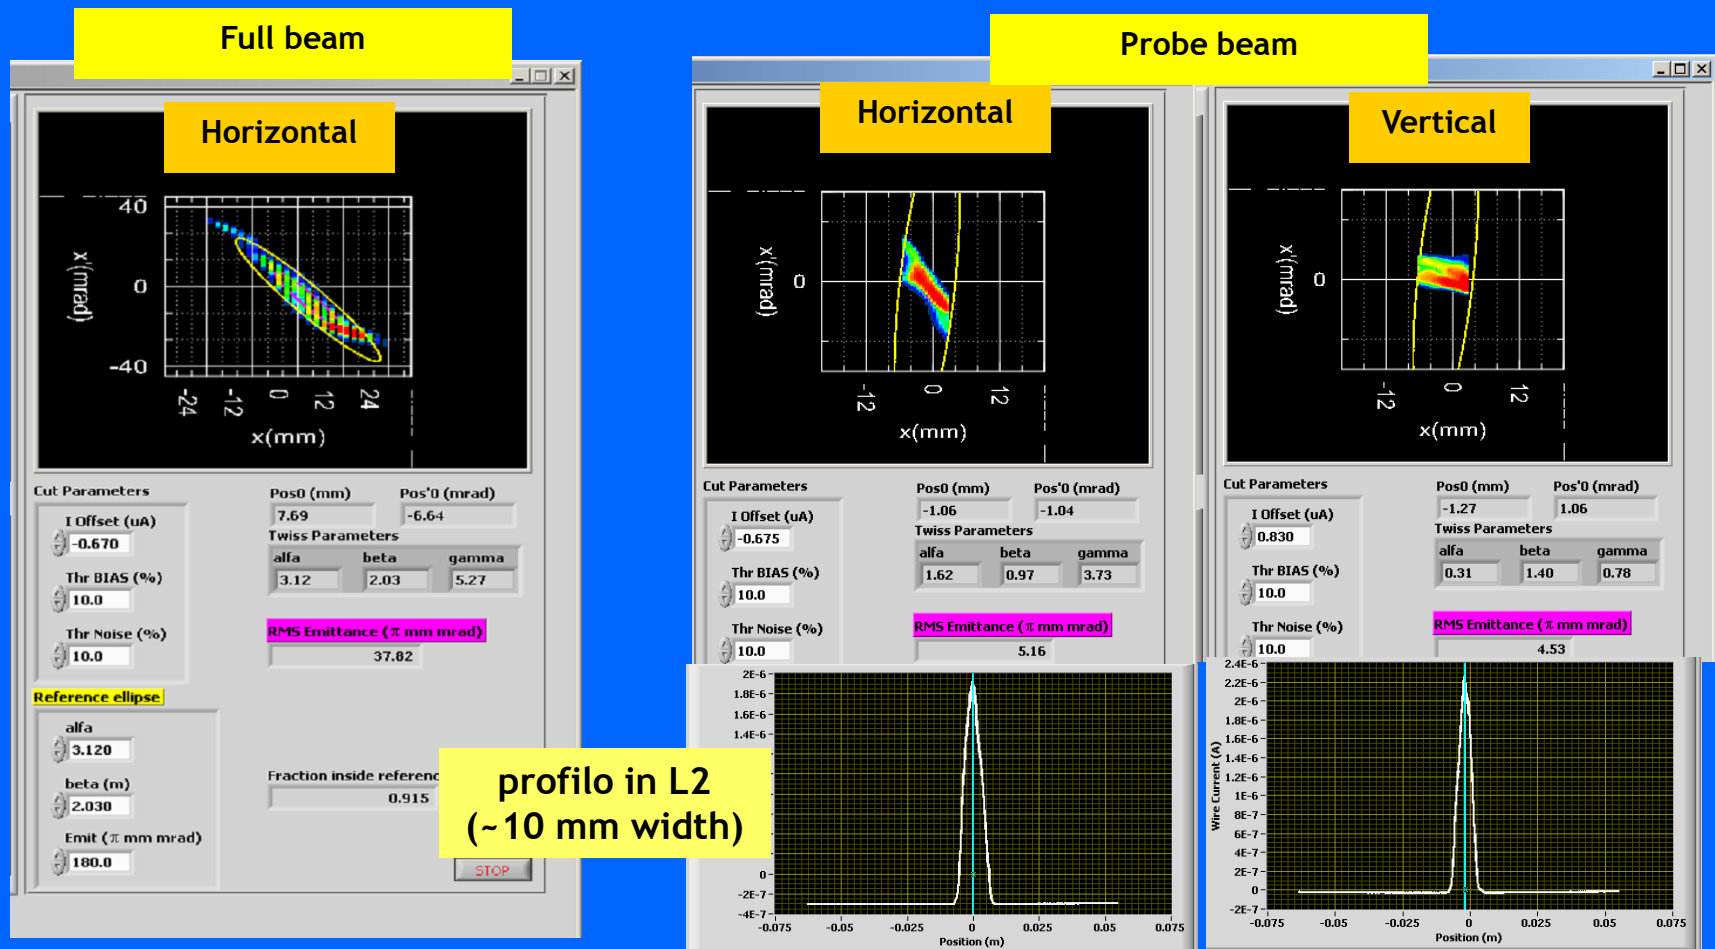 Full beam
Horizontal
40
0
-40
x'(mrad)
-24
-12
0
12
24
x(mm)
Cut Parameters
I Offset (uA)
-0.670
Thr BIAS (%)
10.0
Thr Noise (%)
10.0
Pos0 (mm)
Pos'0 (mrad)
7.69
-6.64
Twiss Parameters
alfa
beta
gamma
3.12
2.03
5.27
RMS Emittance (π mm mrad)
37.82
Reference ellipse
alfa
3.120
beta (m)
2.030
Emit (π mm mrad)
180.0
Fraction inside referenc
0.915
STOP
profilo in L2
(~10 mm width)
Probe beam
Horizontal
x'(mrad)
0
-12
0
12
x(mm)
Cut Parameters
I Offset (uA)
-0.675
Thr BIAS (%)
10.0
Thr Noise (%)
10.0
Pos0 (mm)
Pos'0 (mrad)
-1.06
-1.04
Twiss Parameters
alfa
beta
gamma
1.62
0.97
3.73
RMS Emittance (π mm mrad)
5.16
2E-6
1.8E-6
1.6E-6
1.4E-6
0
-2E-7
-4E-7
-0.075
-0.05
-0.025
0
0.025
0.05
0.075
Position (m)
Vertical
x'(mrad)
0
-12
0
12
x(mm)
Cut Parameters
I Offset (uA)
0.830
Thr BIAS (%)
10.0
Thr Noise (%)
10.0
Pos0 (mm)
Pos'0 (mrad)
-1.27
1.06
Twiss Parameters
alfa
beta
gamma
0.31
1.40
0.78
RMS Emittance (π mm mrad)
4.53
2.4E-6
2.2E-6
2E-6
1.8E-6
1.6E-6
1.4E-6
1.2E-6
1E-6
8E-7
6E-7
4E-7
2E-7
0
-2E-7
Wire Current (A)
-0.075
-0.05
-0.025
0
0.025
0.05
0.075
Position (m)